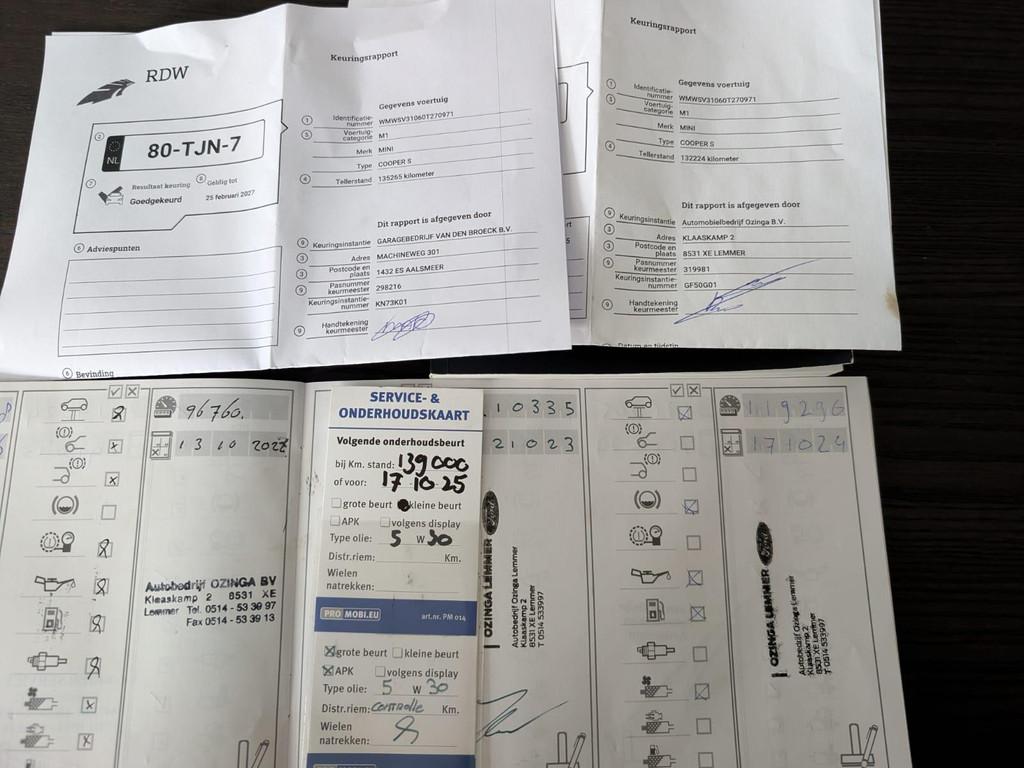 RDW
NL
80-TJN-7
Resultaat keuring
Goedgekeurd
Geldig tot
25 februari 2027
Adviespunten
Bevinding
Keuringsrapport
Gegevens voertuig
Identificatie-
nummer WMWSV31060T270971
Voertuig-
categorie M1
Merk MINI
Type COOPER S
Tellerstand 135265 kilometer
Dit rapport is afgegeven door
Keuringsinstantie GARAGEBEDRIJF VAN DEN BROECK B.V.
Adres MACHINEWEG 301
Postcode en
plaats 1432 ES AALSMEER
Pasnummer
keurmeester 298216
Keuringsinstantie-
nummer KN73K01
Handtekening
keurmeester
Keuringsrapport
Gegevens voertuig
Identificatie-
nummer WMWSV31060T270971
Voertuig-
categorie M1
Merk MINI
Type COOPER S
Tellerstand 132224 kilometer
Dit rapport is afgegeven door
Keuringsinstantie Automobielbedrijf Ozinga B.V.
Adres KLAASKAMP 2
Postcode en
plaats 8531 XE LEMMER
Pasnummer
keurmeester 319981
Keuringsinstantie-
nummer GF50G01
Handtekening
keurmeester
96760.
13 10 2022
Autobedrijf OZINGA BV
Klaaskamp 2 8531 XE
Lemmer Tel. 0514 - 53 39 97
Fax 0514 - 53 39 13
SERVICE- &
ONDERHOUDSKAART
Volgende onderhoudsbeurt
bij Km. stand: 139000
of voor: 17 10 25
grote beurt kleine beurt
APK volgens display
Type olie: 5 W 30
Distr.riem: Km.
Wielen
natrekken:
PROMOBI.EU art.nr. PM 014
grote beurt kleine beurt
APK volgens display
Type olie: 5 W 30
Distr.riem: controlle Km.
Wielen
natrekken:
10335
21023
Ford
OZINGA LEMMER
Autobedrijf Ozinga Lemmer
Klaaskamp 2
8531 XE Lemmer
T 0514 533997
119296
171024
Ford
OZINGA LEMMER
Autobedrijf Ozinga Lemmer
Klaaskamp 2
8531 XE Lemmer
T 0514 533997